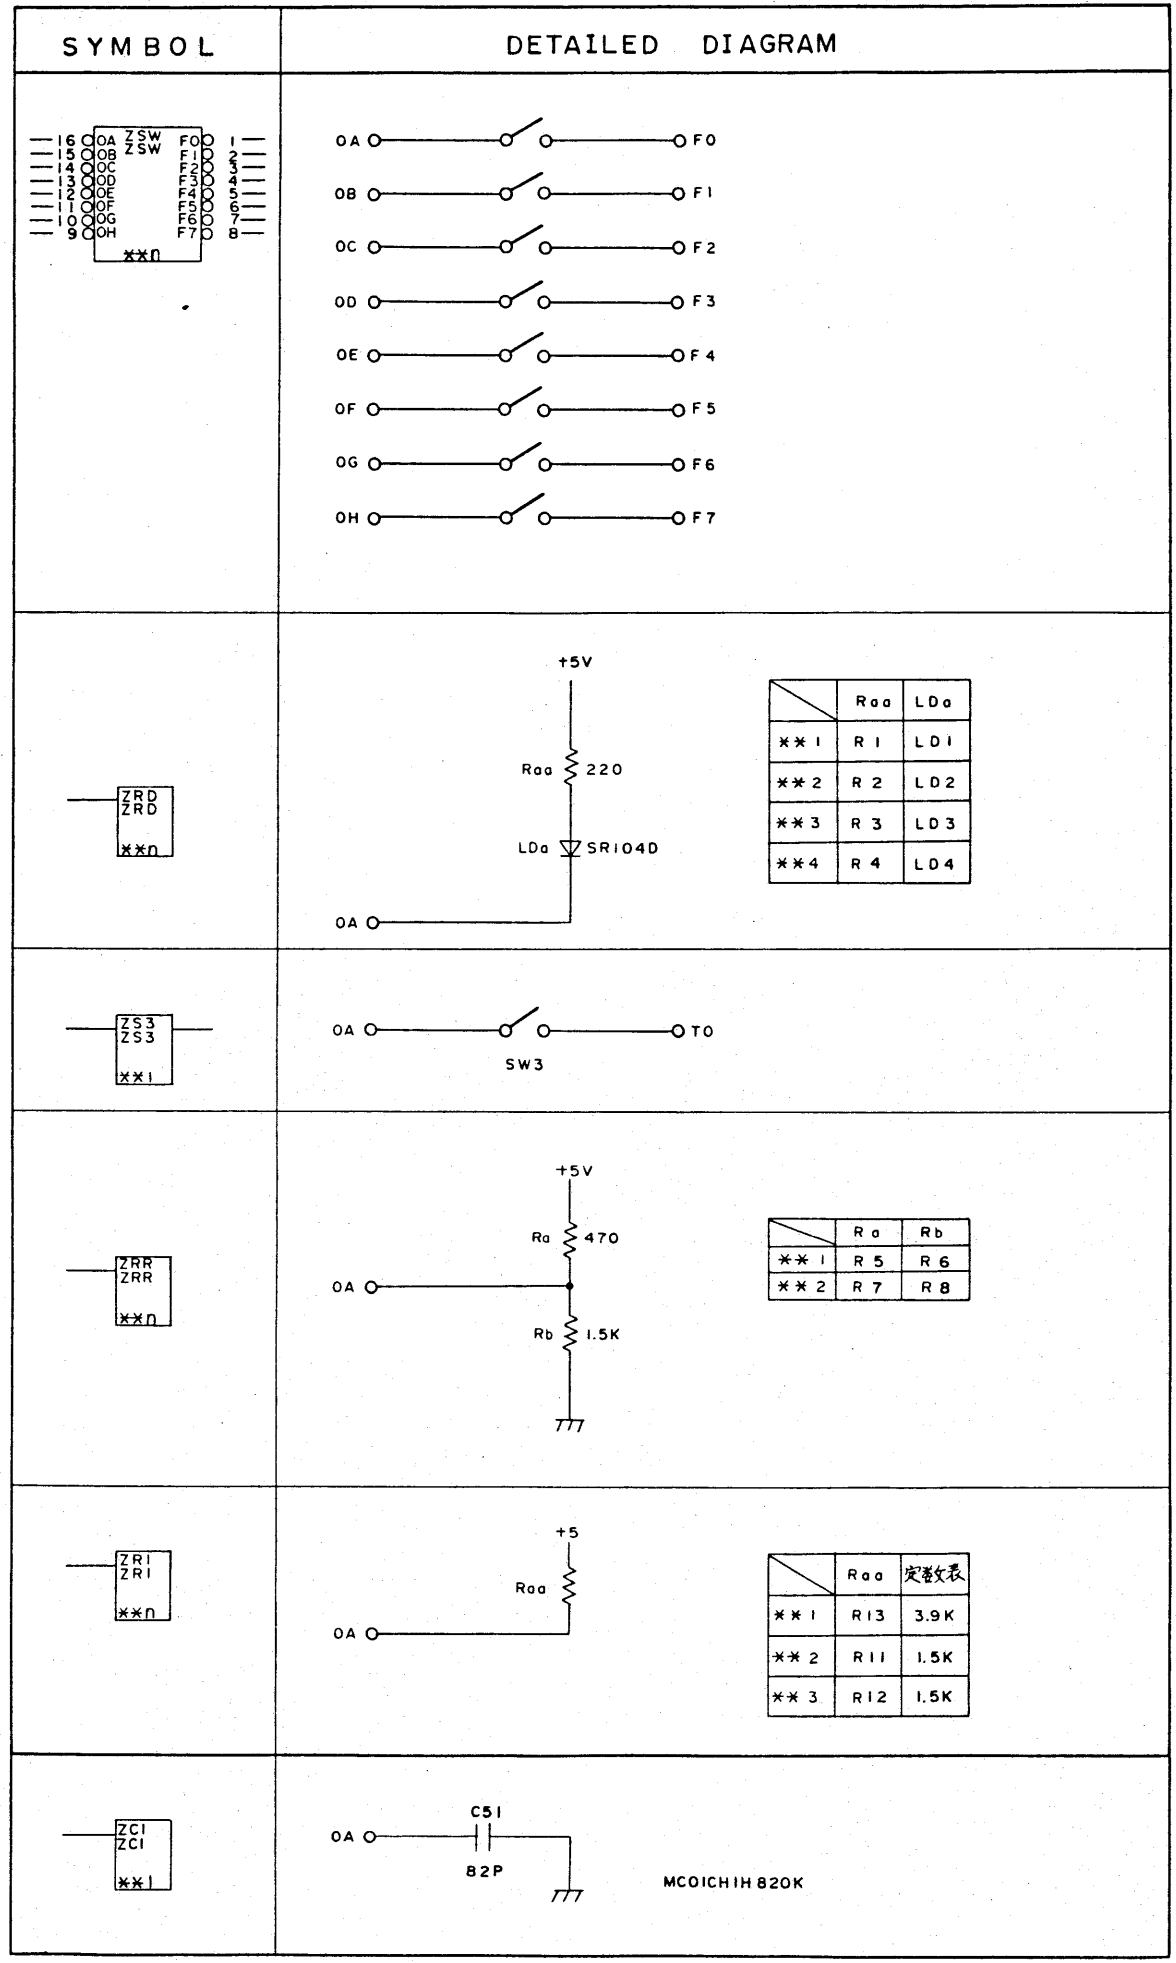 SYMBOL DETAILED DIAGRAM
ZSW
ZSW
16 OA F0 1
15 OB F1 2
14 OC F2 3
13 OD F3 4
12 OE F4 5
11 OF F5 6
10 OG F6 7
9 OH F7 8
**n
OA F0
OB F1
OC F2
OD F3
OE F4
OF F5
OG F6
OH F7
ZRD
ZRD
**n
+5V
Raa 220
LDa SR104D
OA
Raa LDa
**1 R1 LD1
**2 R2 LD2
**3 R3 LD3
**4 R4 LD4
ZS3
ZS3
**1
OA T0
SW3
ZRR
ZRR
**n
+5V
Ra 470
OA
Rb 1.5K
Ra Rb
**1 R5 R6
**2 R7 R8
ZR1
ZR1
**n
+5
Raa
OA
Raa 定数表
**1 R13 3.9K
**2 R11 1.5K
**3 R12 1.5K
ZC1
ZC1
**1
C51
OA
82P
MC01CH1H820K